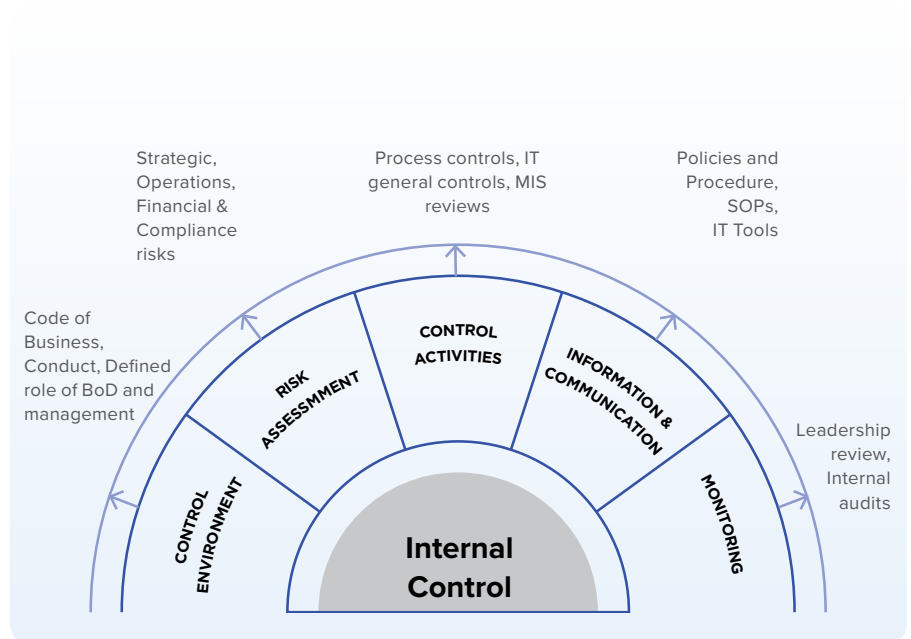 Strategic,
Operations,
Financial &
Compliance
risks
Process controls, IT
general controls, MIS
reviews
Policies and
Procedure,
SOPs,
IT Tools
Code of
Business,
Conduct, Defined
role of BoD and
management
Leadership
review,
Internal
audits
CONTROL
ENVIRONMENT
RISK
ASSESSMMENT
CONTROL
ACTIVITIES
INFORMATION &
COMMUNICATION
MONITORING
Internal
Control